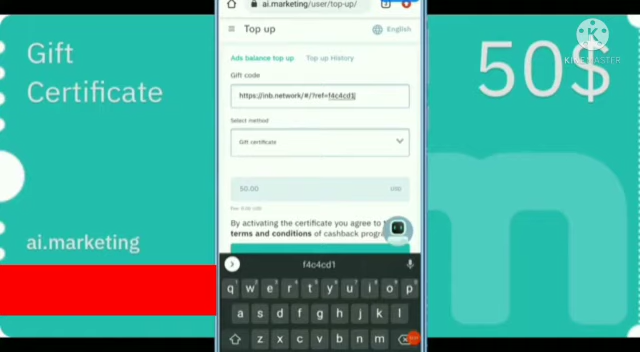 Gift
Certificate
50$
KINEMASTER
ai.marketing
ai.marketing/user/top-up/
Top up
English
Ads balance top up
Top up History
Gift code
https://inb.network/#/?ref=f4c4cd1
Select method
Gift certificate
50.00
USD
By activating the certificate you agree to
terms and conditions of cashback
f4c4cd1
q w e r t y u i o p
a s d f g h j k l
z x c v b n m